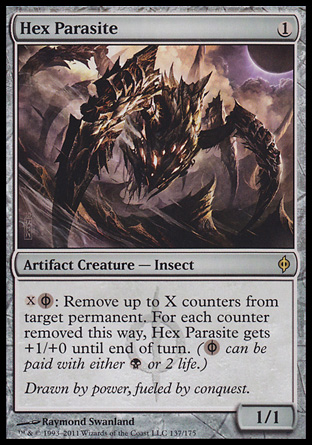 Hex Parasite 1
Artifact Creature — Insect
X : Remove up to X counters from
target permanent. For each counter
removed this way, Hex Parasite gets
+1/+0 until end of turn. ( can be
paid with either or 2 life.)
Drawn by power, fueled by conquest.
Raymond Swanland
™ & © 1993–2011 Wizards of the Coast LLC 137/175
1/1